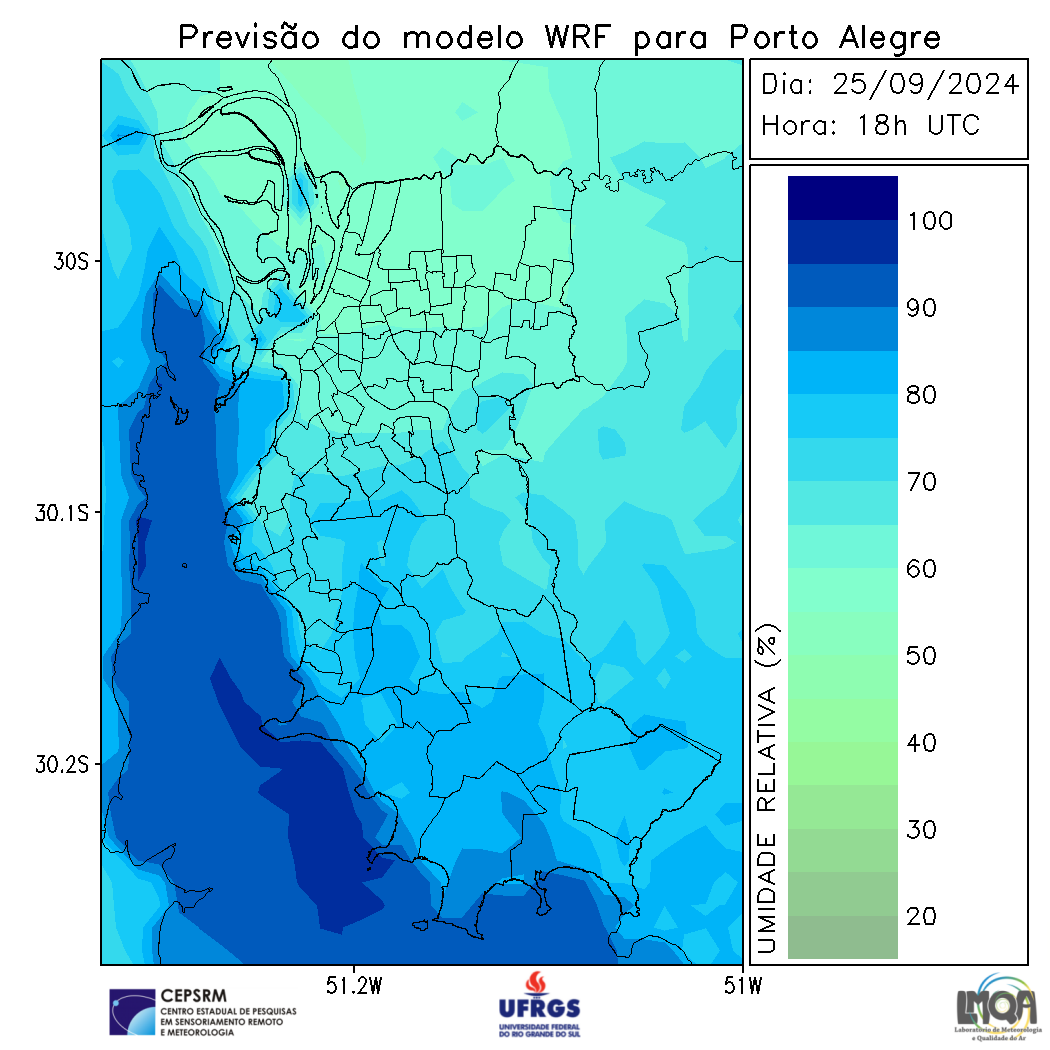 Previsão do modelo WRF para Porto Alegre
Dia: 25/09/2024
Hora: 18h UTC
30S
30.1S
30.2S
51.2W
51W
100
90
80
70
60
50
40
30
20
UMIDADE RELATIVA (%)
CEPSRM
CENTRO ESTADUAL DE PESQUISAS
EM SENSORIAMENTO REMOTO
E METEOROLOGIA
UFRGS
UNIVERSIDADE FEDERAL
DO RIO GRANDE DO SUL
LMQA
Laboratório de Meteorologia
e Qualidade do Ar